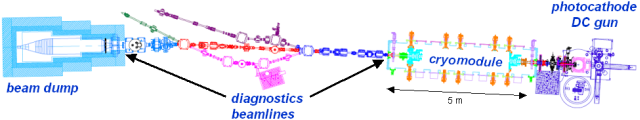 photocathode
DC gun
cryomodule
beam dump
diagnostics
beamlines
5 m